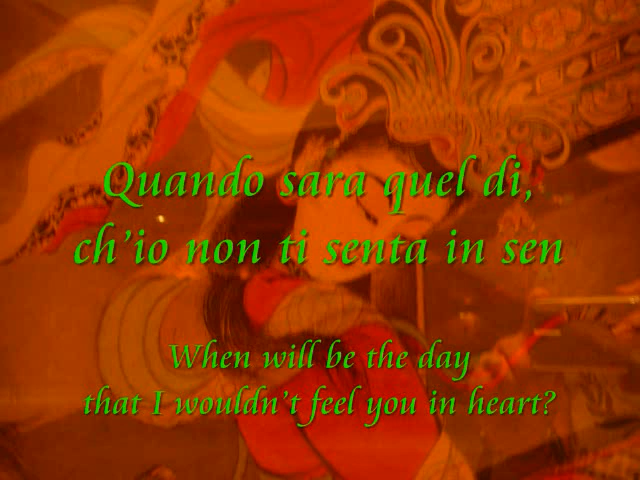 Quando sara quel di,
ch'io non ti senta in sen
When will be the day
that I wouldn't feel you in heart?